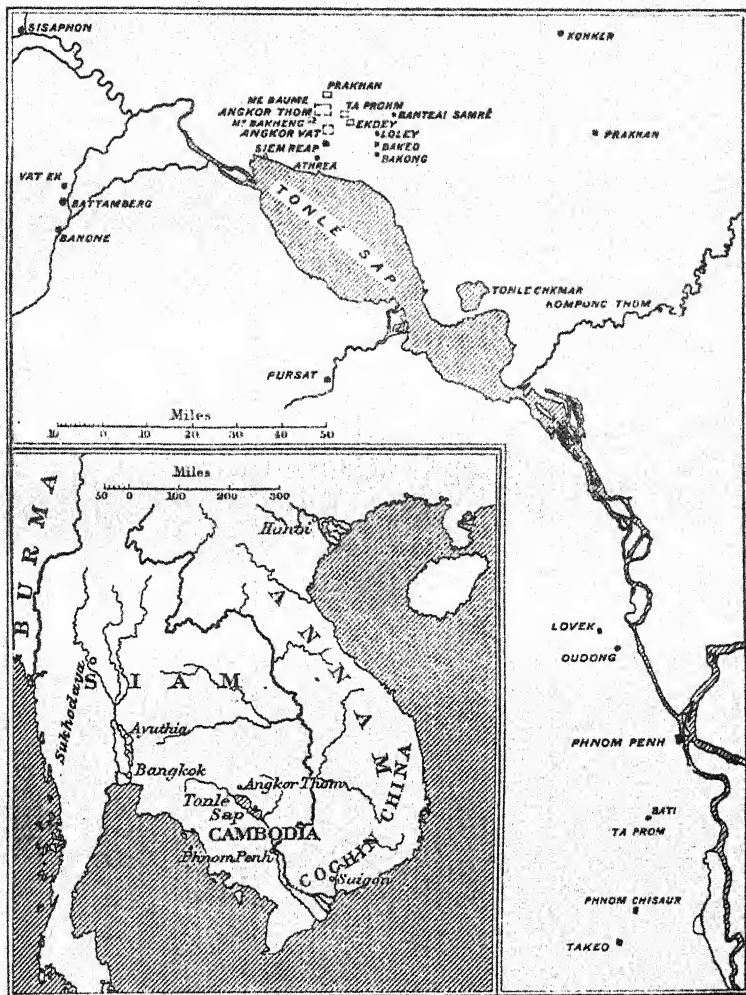 SISAPHON
KONKER
PRAKHAN
ME BAUME
ANGKOR THOM
TA PROHM
BANTEAI SAMRÉ
MT BAKHENG
EKDEY
ANGKOR VAT
LOLEY
PRAKHAN
SIEM REAP
BAKEO
ATHREA
BAKONG
VAT EK
BATTAMBERG
BANONE
TONLE SAP
TONLE CHKMAR
KOMPONG THOM
PURSAT
Miles
10 0 10 20 30 40 50
Miles
50 0 100 200 300
BURMA
Hanoi
ANNAM
SIAM
Sukhodaya
Ayuthia
Bangkok
Angkor Thom
Tonlé
Sap
CAMBODIA
Phnom Penh
COCHIN CHINA
Saigon
LOVEK
OUDONG
PHNOM PENH
BATI
TA PROM
PHNOM CHISAUR
TAKEO